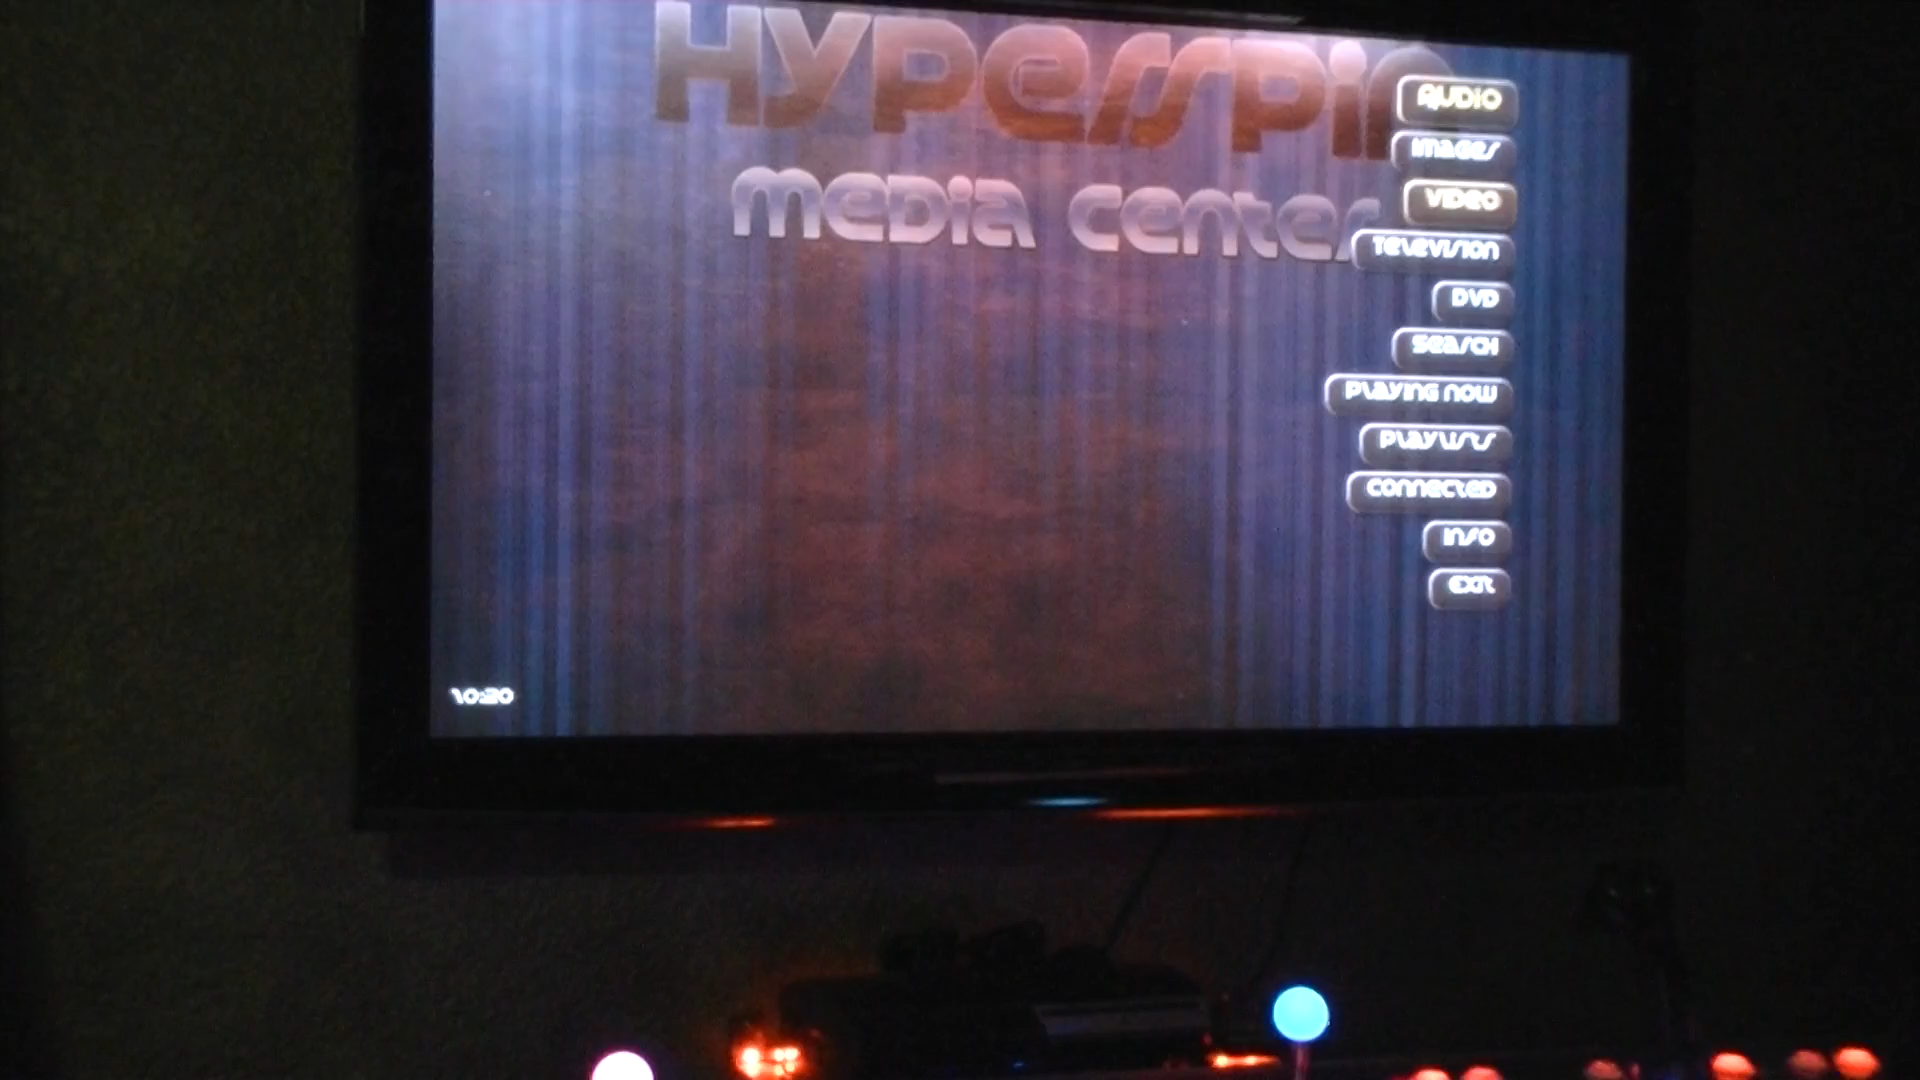 Hyperspin
media center
AUDIO
images
VIDEO
Television
DVD
search
Playing now
Playlists
connected
info
exit
10:20